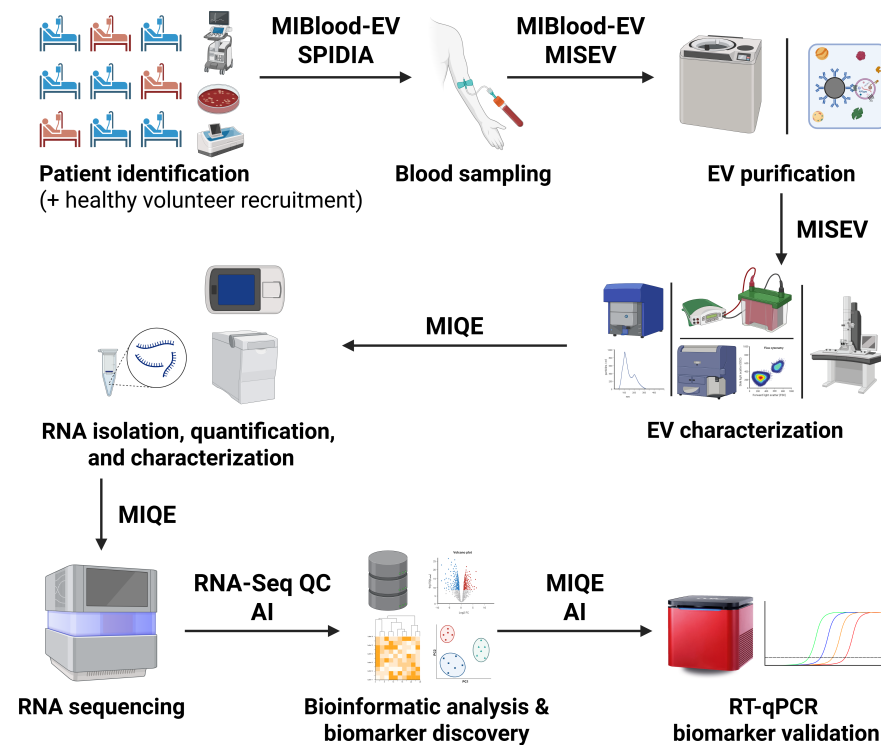 MIBlood-EV
SPIDIA
MIBlood-EV
MISEV
Patient identification
(+ healthy volunteer recruitment)
Blood sampling
EV purification
MISEV
MIQE
EV characterization
RNA isolation, quantification,
and characterization
MIQE
RNA-Seq QC
AI
Volcano plot
MIQE
AI
RNA sequencing
Bioinformatic analysis &
biomarker discovery
RT-qPCR
biomarker validation